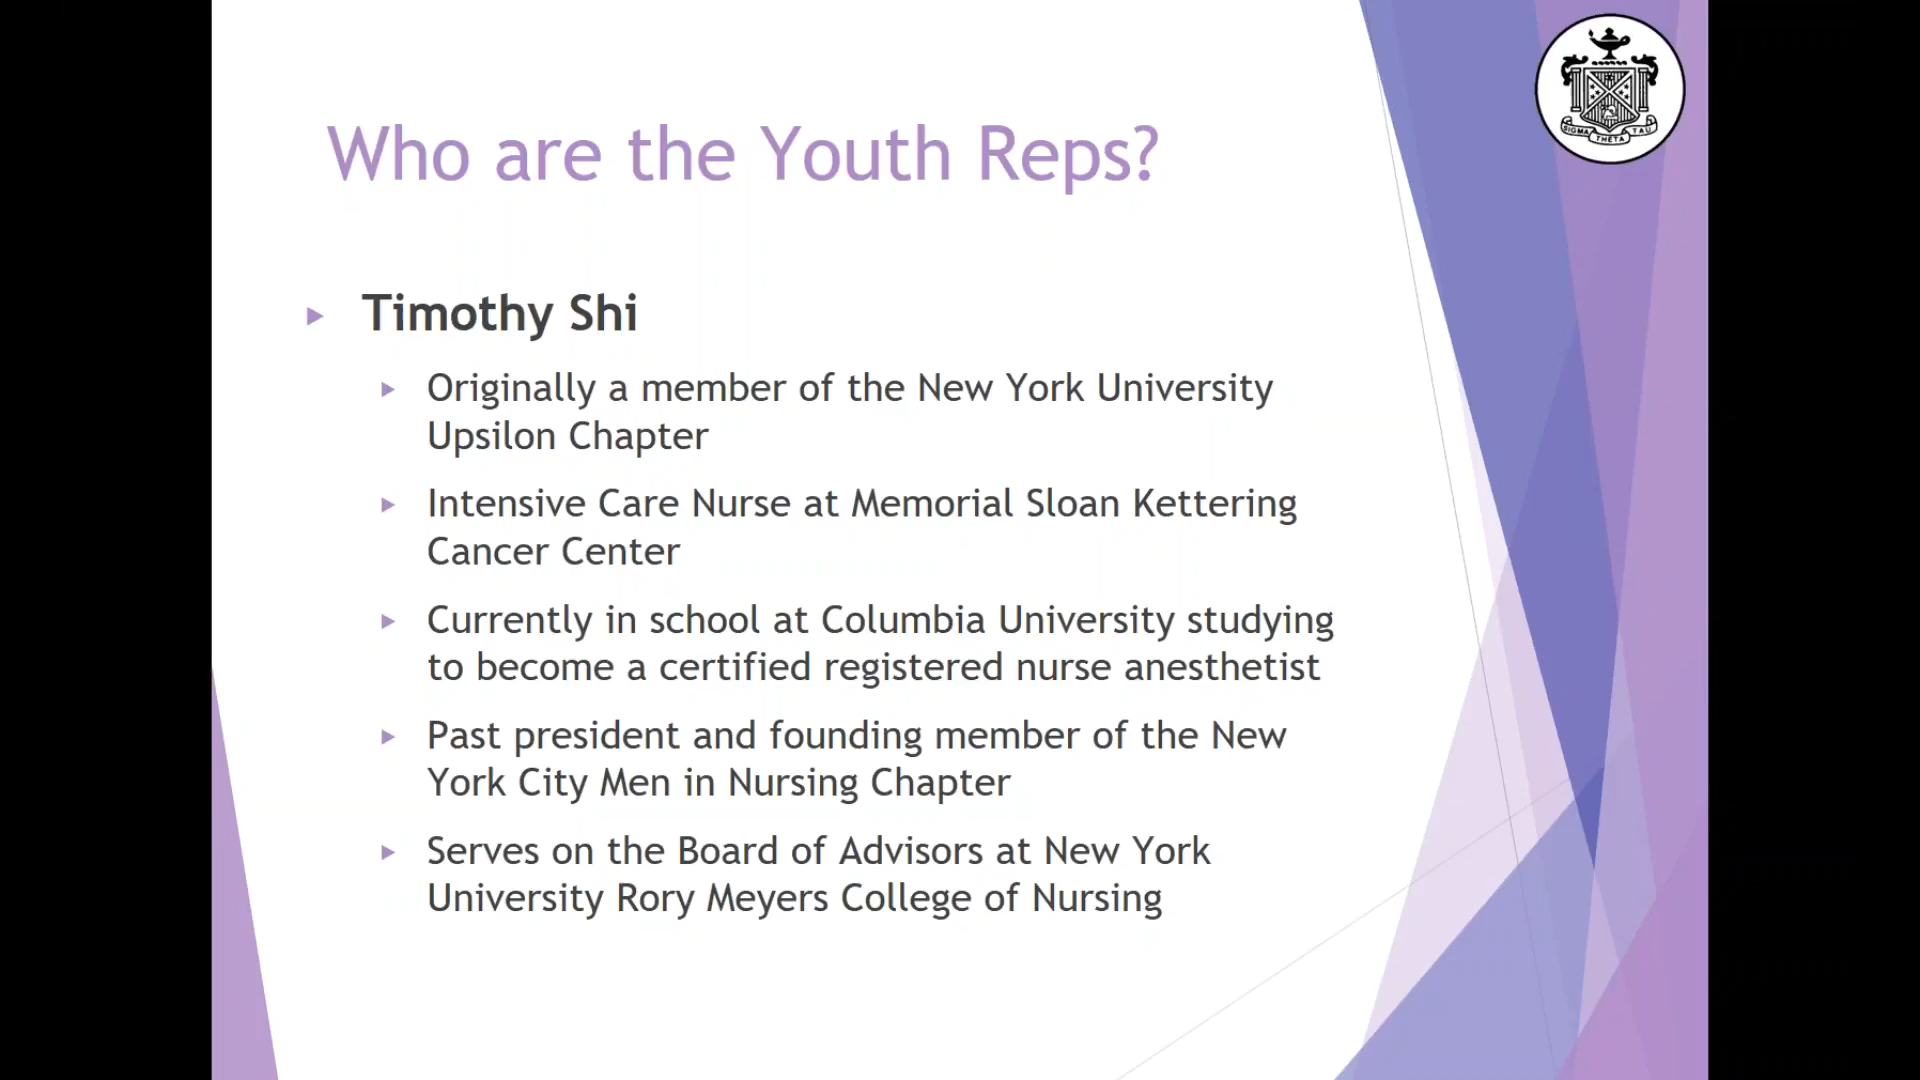 SIGMA THETA TAU
Who are the Youth Reps?
Timothy Shi
Originally a member of the New York University
Upsilon Chapter
Intensive Care Nurse at Memorial Sloan Kettering
Cancer Center
Currently in school at Columbia University studying
to become a certified registered nurse anesthetist
Past president and founding member of the New
York City Men in Nursing Chapter
Serves on the Board of Advisors at New York
University Rory Meyers College of Nursing